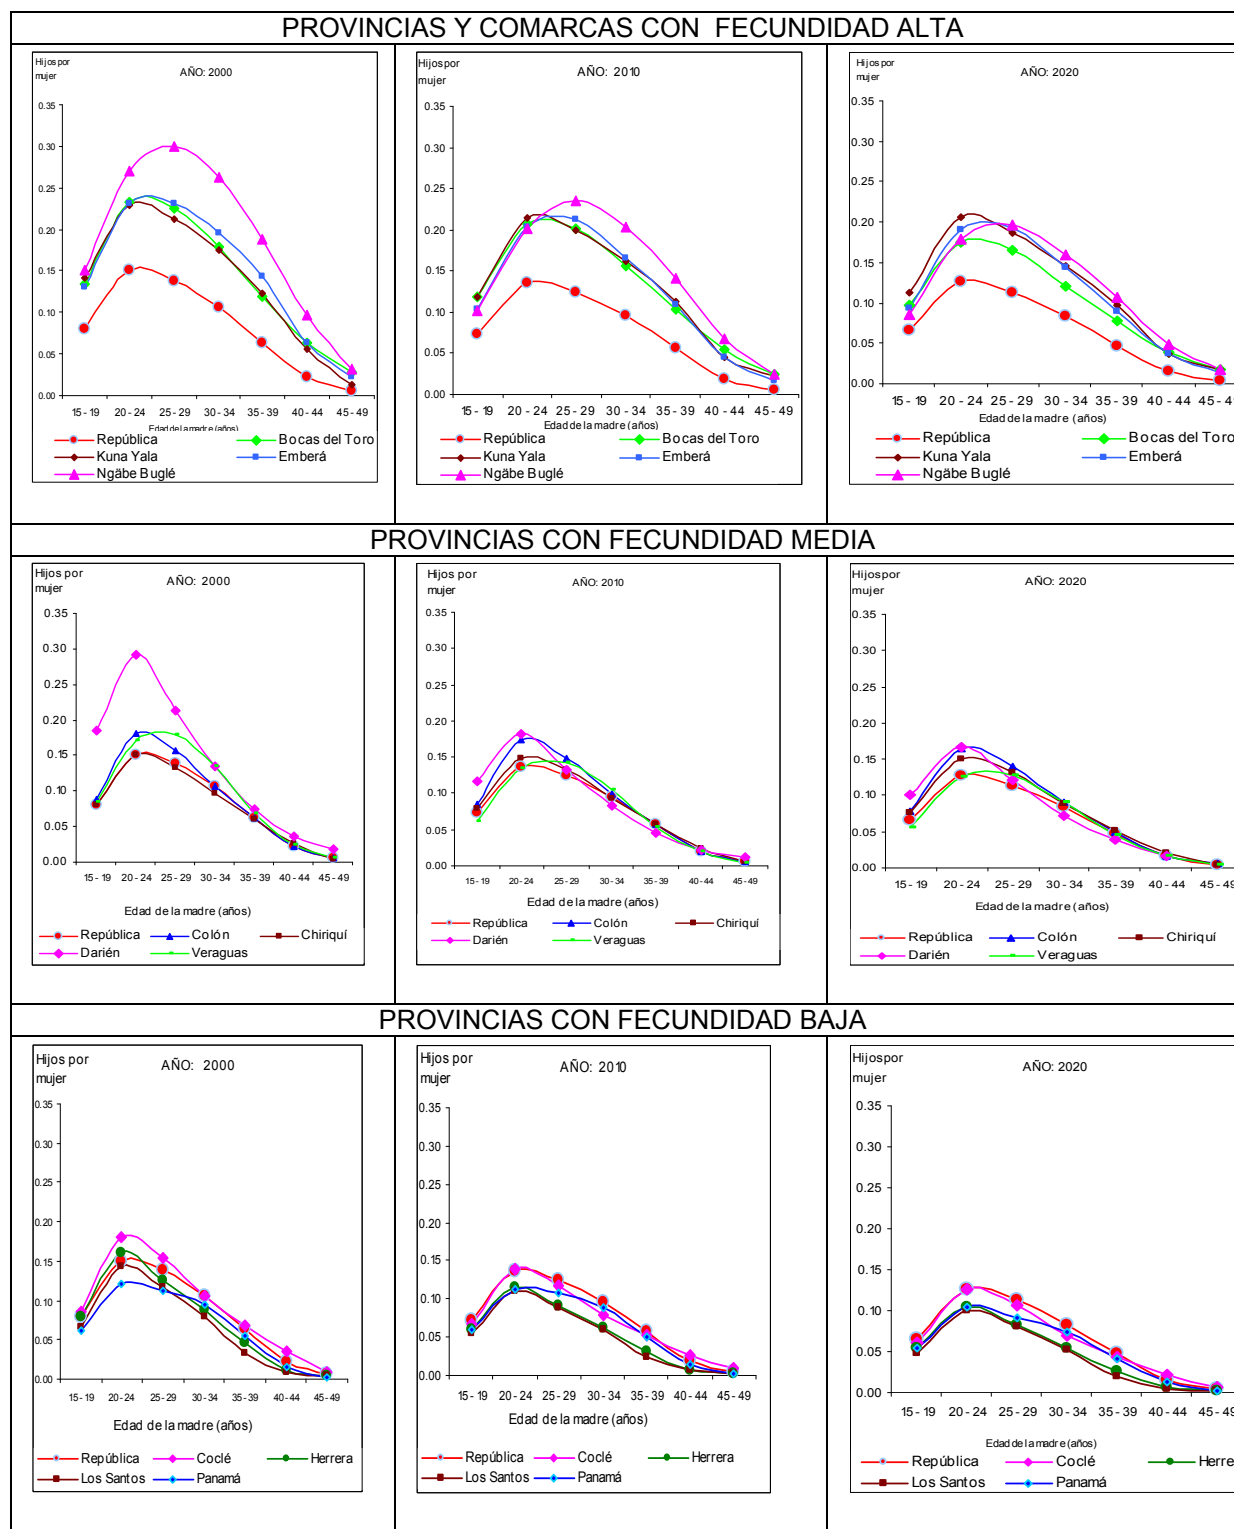 PROVINCIAS Y COMARCAS CON FECUNDIDAD ALTA
Hijos por
mujer
AÑO: 2000
0.35
0.30
0.25
0.20
0.15
0.10
0.05
0.00
15 - 19 20 - 24 25 - 29 30 - 34 35 - 39 40 - 44 45 - 49
Edad de la madre (años)
República Bocas del Toro
Kuna Yala Emberá
Ngäbe Buglé
Hijos por
mujer
AÑO: 2010
0.35
0.30
0.25
0.20
0.15
0.10
0.05
0.00
15 - 19 20 - 24 25 - 29 30 - 34 35 - 39 40 - 44 45 - 49
Edad de la madre (años)
República Bocas del Toro
Kuna Yala Emberá
Ngäbe Buglé
Hijos por
mujer
AÑO: 2020
0.35
0.30
0.25
0.20
0.15
0.10
0.05
0.00
15 - 19 20 - 24 25 - 29 30 - 34 35 - 39 40 - 44 45 - 49
Edad de la madre (años)
República Bocas del Toro
Kuna Yala Emberá
Ngäbe Buglé
PROVINCIAS CON FECUNDIDAD MEDIA
Hijos por
mujer
AÑO: 2000
0.35
0.30
0.25
0.20
0.15
0.10
0.05
0.00
15 - 19 20 - 24 25 - 29 30 - 34 35 - 39 40 - 44 45 - 49
Edad de la madre (años)
República Colón Chiriquí
Darién Veraguas
Hijos por
mujer
AÑO: 2010
0.35
0.30
0.25
0.20
0.15
0.10
0.05
0.00
15 - 19 20 - 24 25 - 29 30 - 34 35 - 39 40 - 44 45 - 49
Edad de la madre (años)
República Colón Chiriquí
Darién Veraguas
Hijos por
mujer
AÑO: 2020
0.35
0.30
0.25
0.20
0.15
0.10
0.05
0.00
15 - 19 20 - 24 25 - 29 30 - 34 35 - 39 40 - 44 45 - 49
Edad de la madre (años)
República Colón Chiriquí
Darién Veraguas
PROVINCIAS CON FECUNDIDAD BAJA
Hijos por
mujer
AÑO: 2000
0.35
0.30
0.25
0.20
0.15
0.10
0.05
0.00
15 - 19 20 - 24 25 - 29 30 - 34 35 - 39 40 - 44 45 - 49
Edad de la madre (años)
República Coclé Herrera
Los Santos Panamá
Hijos por
mujer
AÑO: 2010
0.35
0.30
0.25
0.20
0.15
0.10
0.05
0.00
15 - 19 20 - 24 25 - 29 30 - 34 35 - 39 40 - 44 45 - 49
Edad de la madre (años)
República Coclé Herrera
Los Santos Panamá
Hijos por
mujer
AÑO: 2020
0.35
0.30
0.25
0.20
0.15
0.10
0.05
0.00
15 - 19 20 - 24 25 - 29 30 - 34 35 - 39 40 - 44 45 - 49
Edad de la madre (años)
República Coclé Herre
Los Santos Panamá